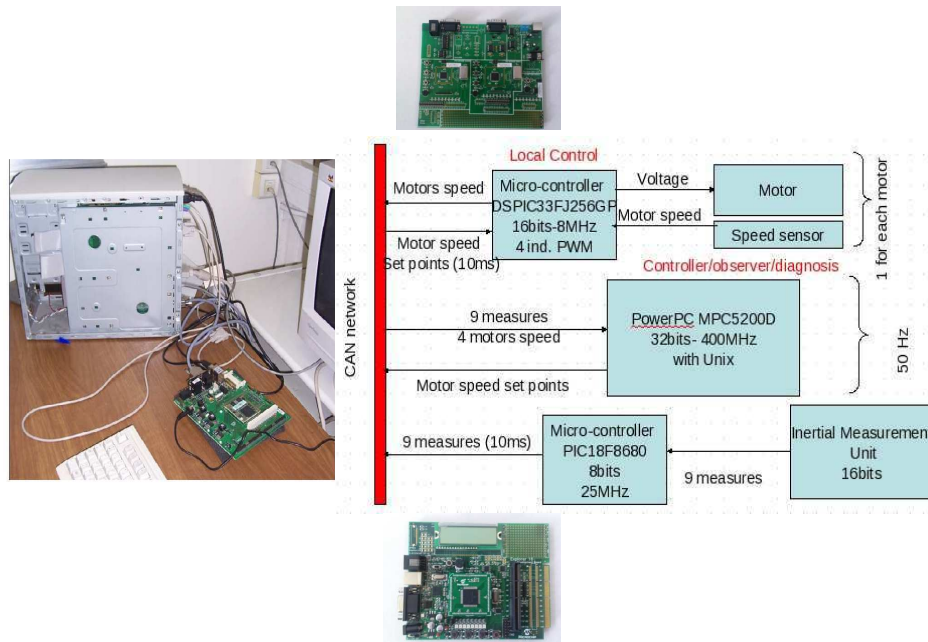 Local Control
Motors speed
Micro-controller
DSPIC33FJ256GP
16bits-8MHz
4 ind. PWM
Voltage
Motor
Motor speed
Speed sensor
1 for each motor
Motor speed
Set points (10ms)
Controller/observer/diagnosis
CAN network
9 measures
4 motors speed
PowerPC MPC5200D
32bits- 400MHz
with Unix
50 Hz
Motor speed set points
9 measures (10ms)
Micro-controller
PIC18F8680
8bits
25MHz
9 measures
Inertial Measuremen
Unit
16bits